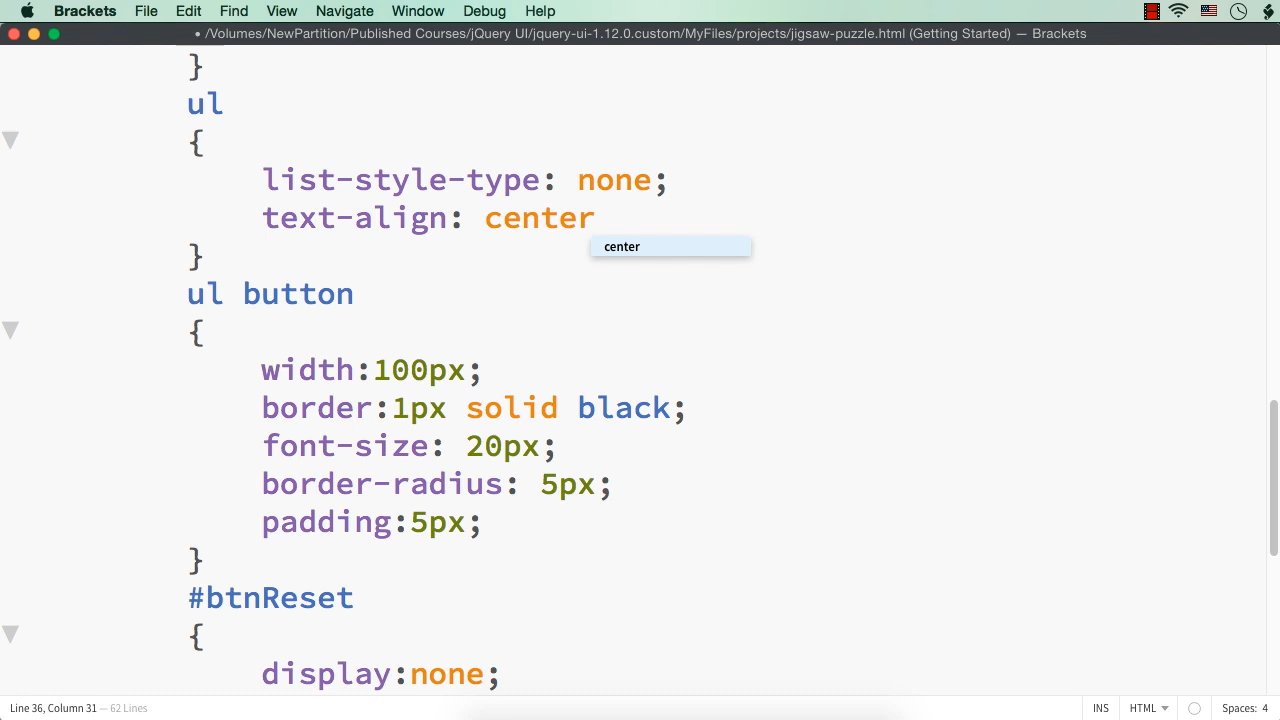 Brackets File Edit Find View Navigate Window Debug Help
• /Volumes/NewPartition/Published Courses/jQuery UI/jquery-ui-1.12.0.custom/MyFiles/projects/jigsaw-puzzle.html (Getting Started) — Brackets
}
ul
{
list-style-type: none;
text-align: center
center
}
ul button
{
width:100px;
border:1px solid black;
font-size: 20px;
border-radius: 5px;
padding:5px;
}
#btnReset
{
display:none;
Line 36, Column 31 — 62 Lines INS HTML Spaces: 4